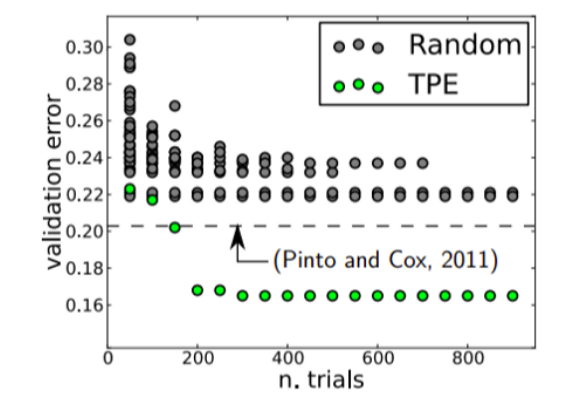 Random
TPE
validation error
0.30
0.28
0.26
0.24
0.22
0.20
0.18
0.16
(Pinto and Cox, 2011)
0
200
400
600
800
n. trials